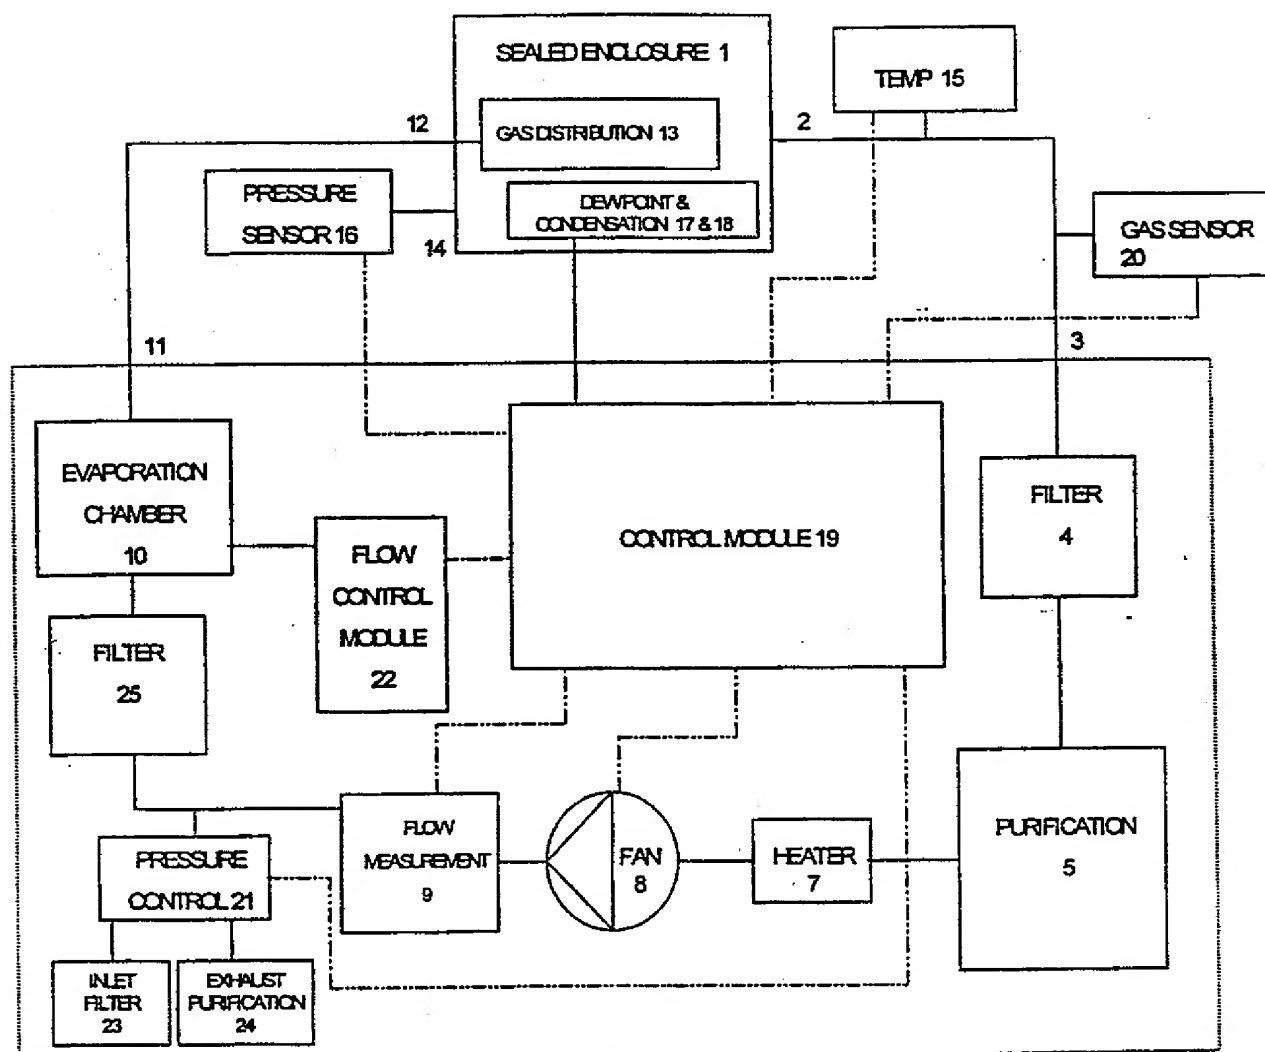 SEALED ENCLOSURE 1
TEMP 15
12
GAS DISTRIBUTION 13
2
PRESSURE
SENSOR 16
DEWPOINT &
CONDENSATION 17 & 18
14
GAS SENSOR
20
11
3
EVAPORATION
CHAMBER
10
FLOW
CONTROL
MODULE
22
CONTROL MODULE 19
FILTER
4
FILTER
25
FLOW
MEASUREMENT
9
FAN
8
HEATER
7
PURIFICATION
5
PRESSURE
CONTROL 21
INLET
FILTER
23
EXHAUST
PURIFICATION
24